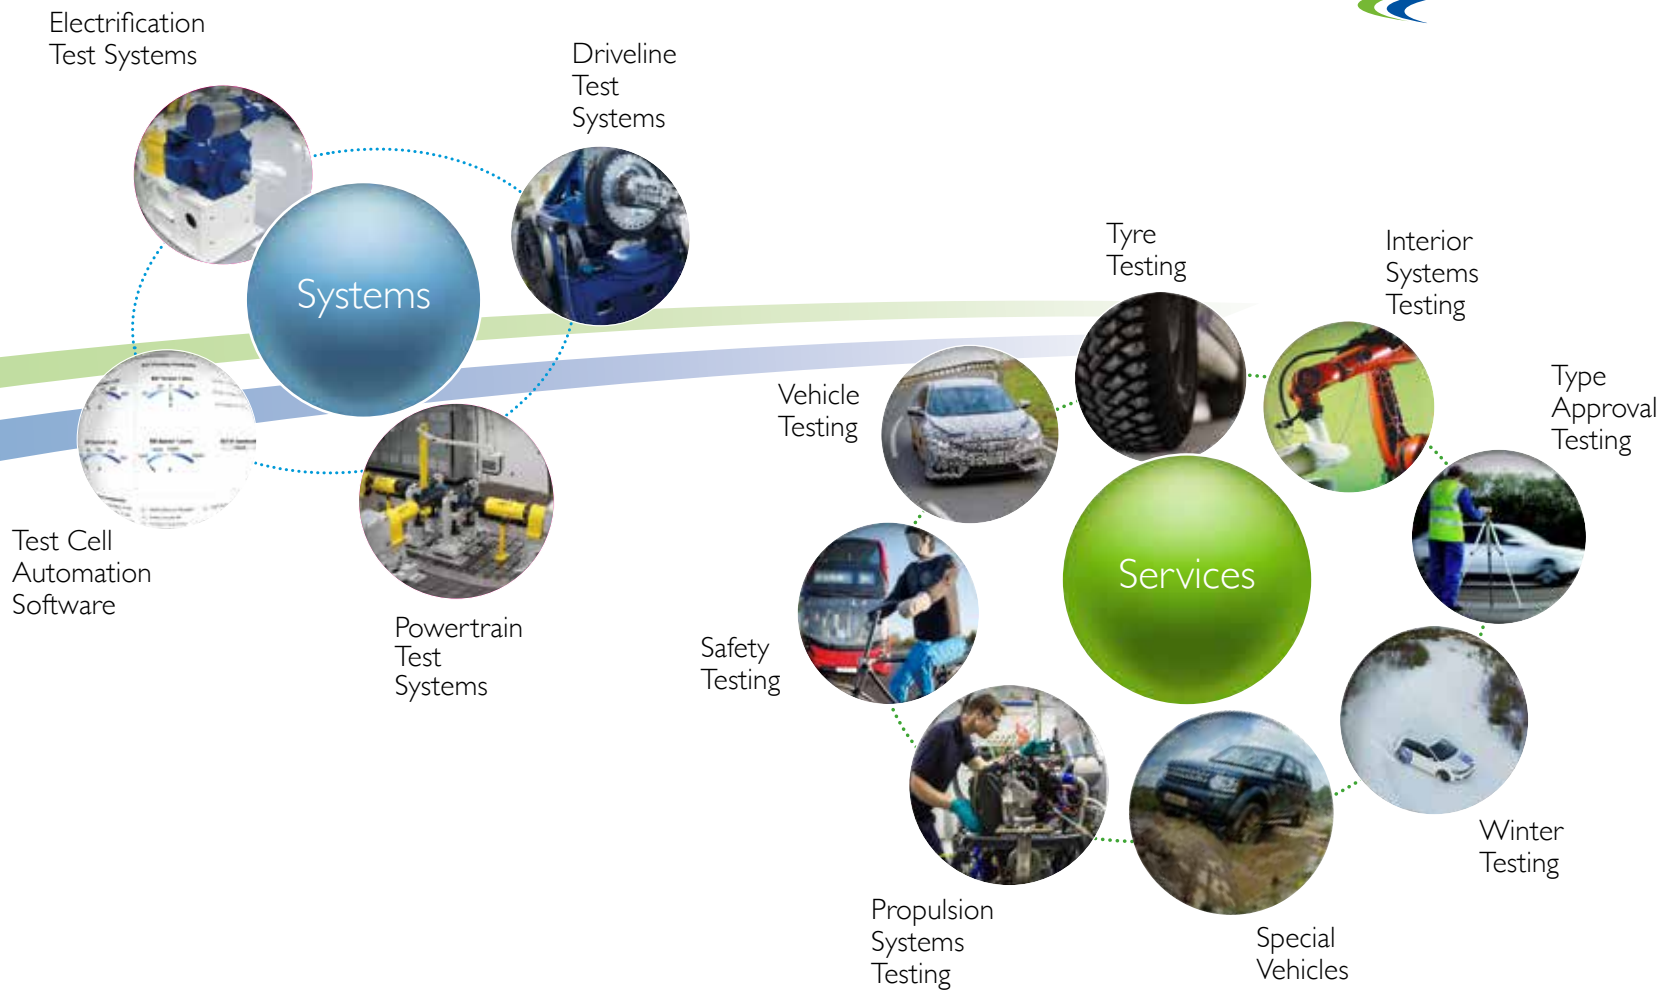 Electrification
Test Systems
Driveline
Test
Systems
Systems
Test Cell
Automation
Software
Powertrain
Test
Systems
Tyre
Testing
Interior
Systems
Testing
Vehicle
Testing
Type
Approval
Testing
Services
Safety
Testing
Winter
Testing
Propulsion
Systems
Testing
Special
Vehicles